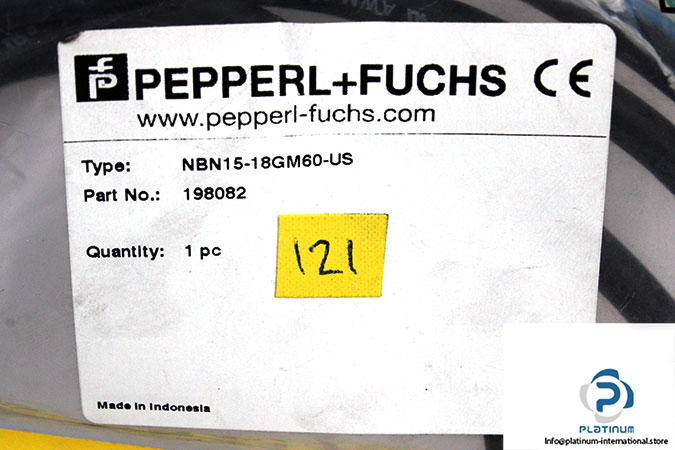 PEPPERL+FUCHS CE
www.pepperl-fuchs.com
Type: NBN15-18GM60-US
Part No.: 198082
Quantity: 1 pc
121
Made in Indonesia
PLATINUM
Info@platinum-international.store